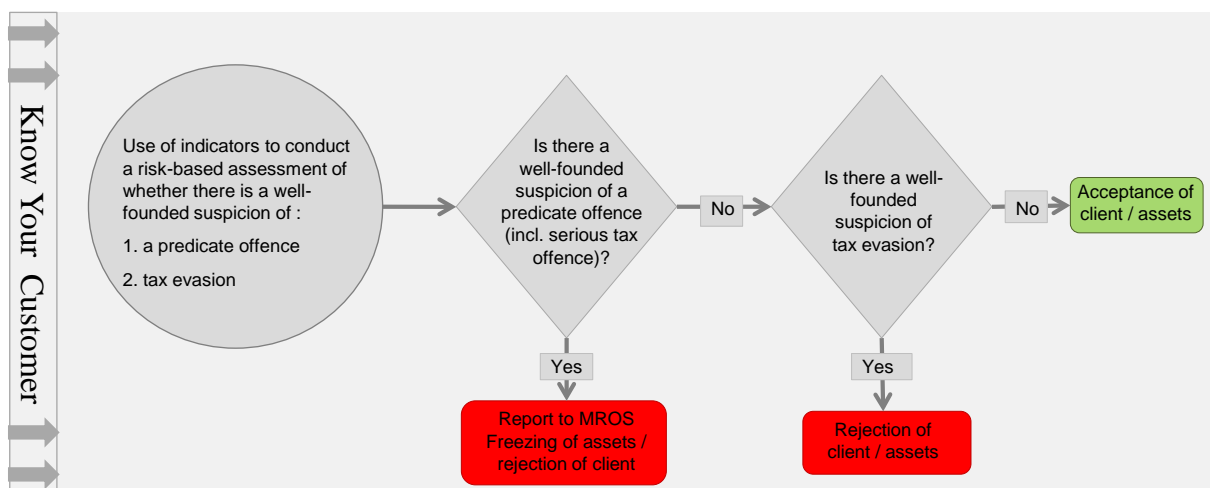 Know Your Customer
Use of indicators to conduct
a risk-based assessment of
whether there is a well-
founded suspicion of :
1. a predicate offence
2. tax evasion
Is there a
well-founded
suspicion of a
predicate offence
(incl. serious tax
offence)?
No
Is there a well-
founded
suspicion of
tax evasion?
No
Acceptance of
client / assets
Yes
Yes
Report to MROS
Freezing of assets /
rejection of client
Rejection of
client / assets